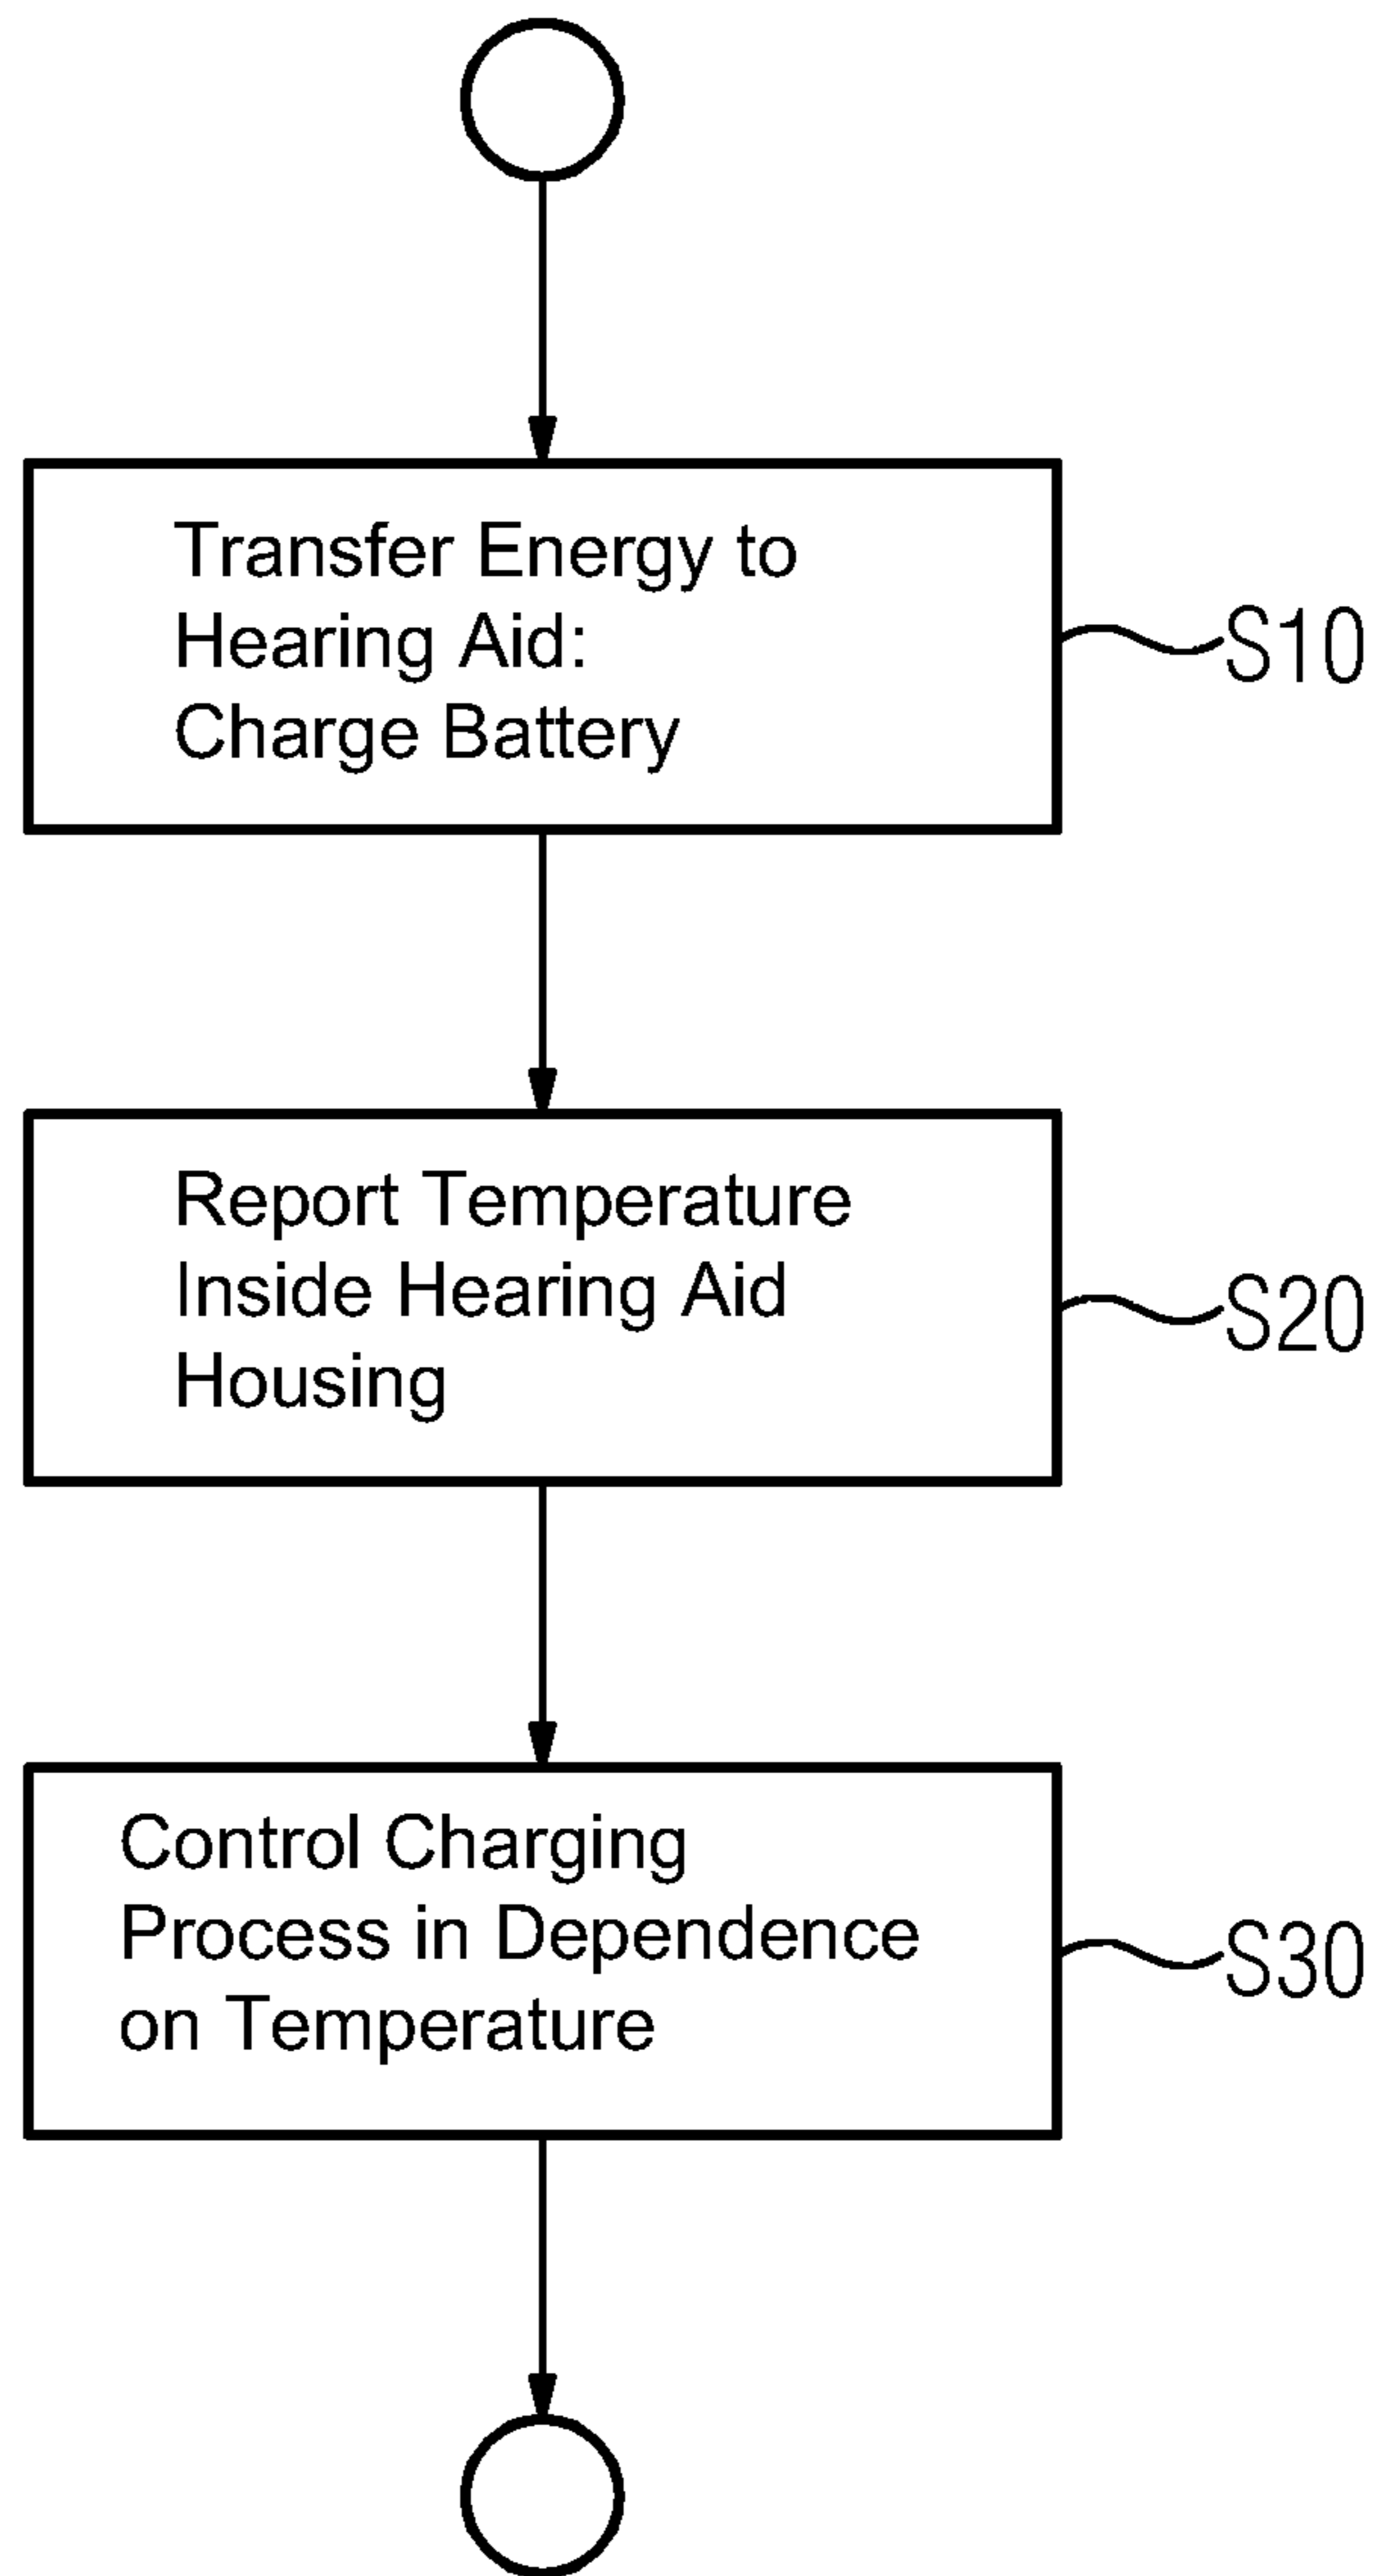 Transfer Energy to
Hearing Aid:
Charge Battery
S10
Report Temperature
Inside Hearing Aid
Housing
S20
Control Charging
Process in Dependence
on Temperature
S30